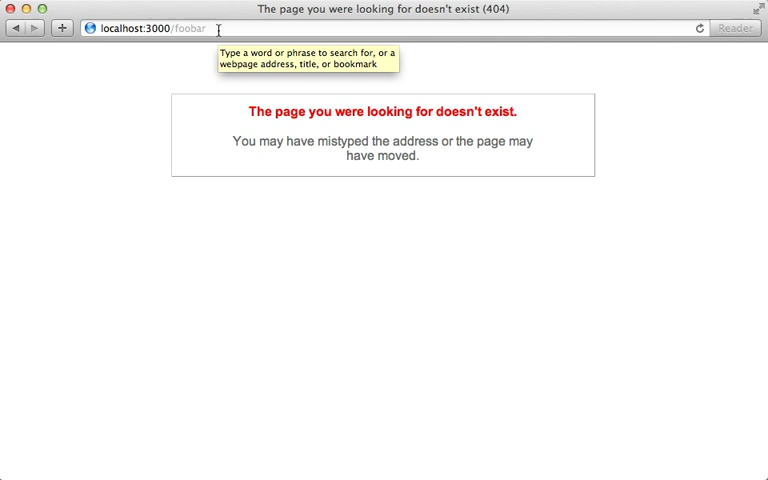 The page you were looking for doesn't exist (404)
localhost:3000/foobar
Reader
Type a word or phrase to search for, or a
webpage address, title, or bookmark
The page you were looking for doesn't exist.
You may have mistyped the address or the page may
have moved.